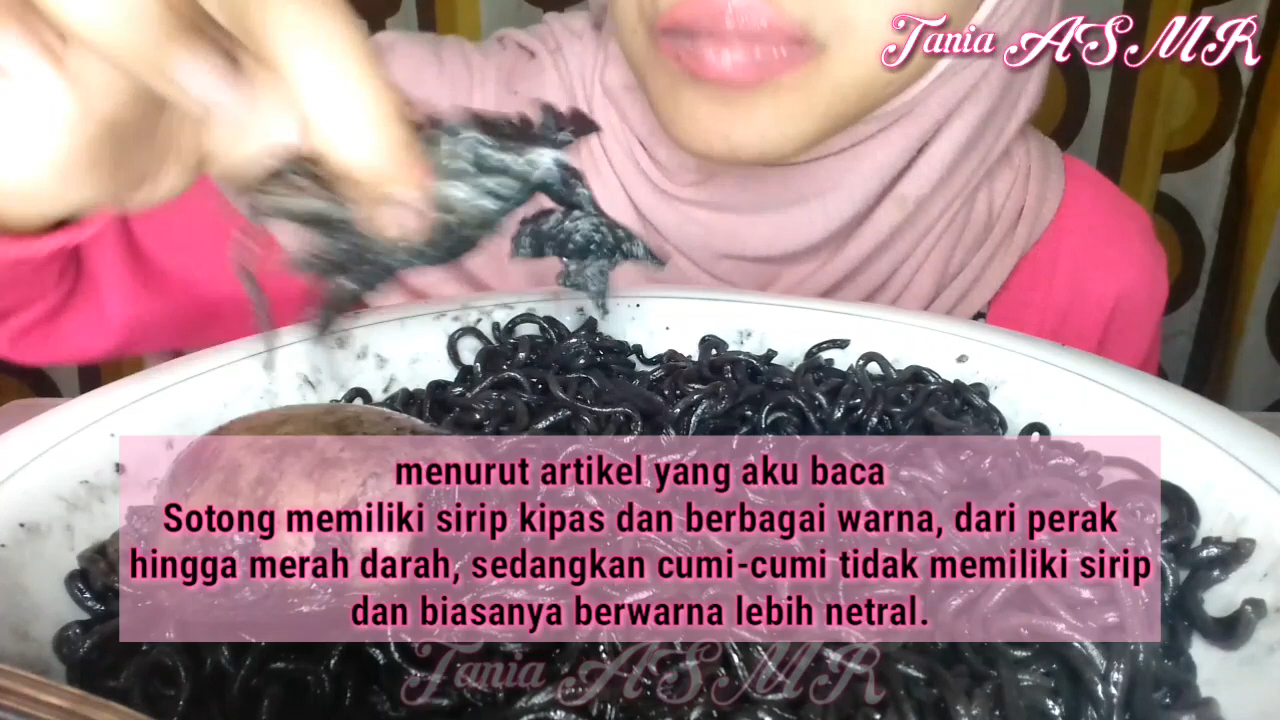 Tania ASMR
menurut artikel yang aku baca
Sotong memiliki sirip kipas dan berbagai warna, dari perak
hingga merah darah, sedangkan cumi-cumi tidak memiliki sirip
dan biasanya berwarna lebih netral.
Tania ASMR